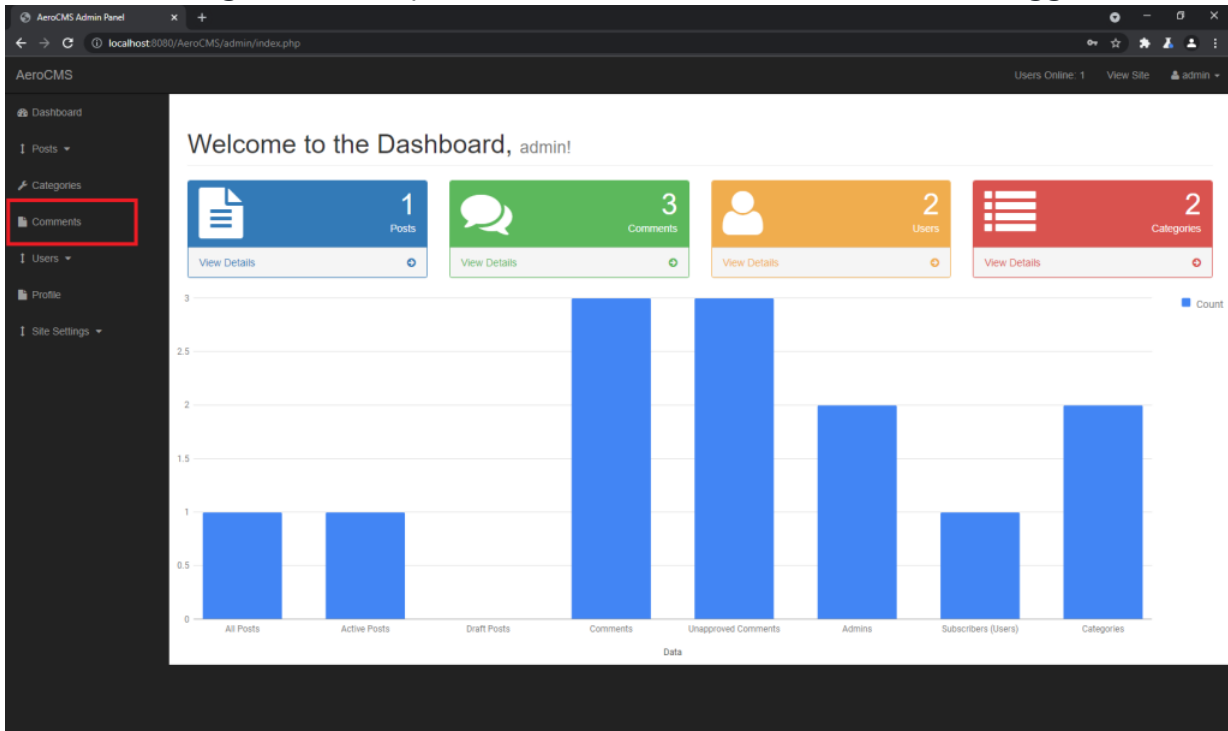 AeroCMS Admin Panel
localhost:8080/AeroCMS/admin/index.php
AeroCMS
Users Online: 1 View Site admin
Dashboard
Posts
Categories
Comments
Users
Profile
Site Settings
Welcome to the Dashboard, admin!
1
Posts
View Details
3
Comments
View Details
2
Users
View Details
2
Categories
View Details
Count
3
2.5
2
1.5
1
0.5
0
All Posts Active Posts Draft Posts Comments Unapproved Comments Admins Subscribers (Users) Categories
Data